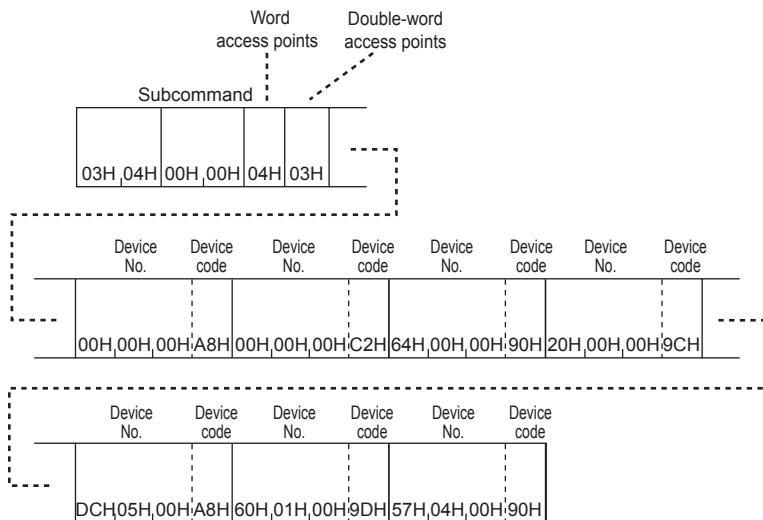 Word access points
Double-word access points
Subcommand
03H 04H 00H 00H 04H 03H
Device No. Device code Device No. Device code Device No. Device code Device No. Device code
00H 00H 00H A8H 00H 00H 00H C2H 64H 00H 00H 90H 20H 00H 00H 9CH
Device No. Device code Device No. Device code Device No. Device code
DCH 05H 00H A8H 60H 01H 00H 9DH 57H 04H 00H 90H